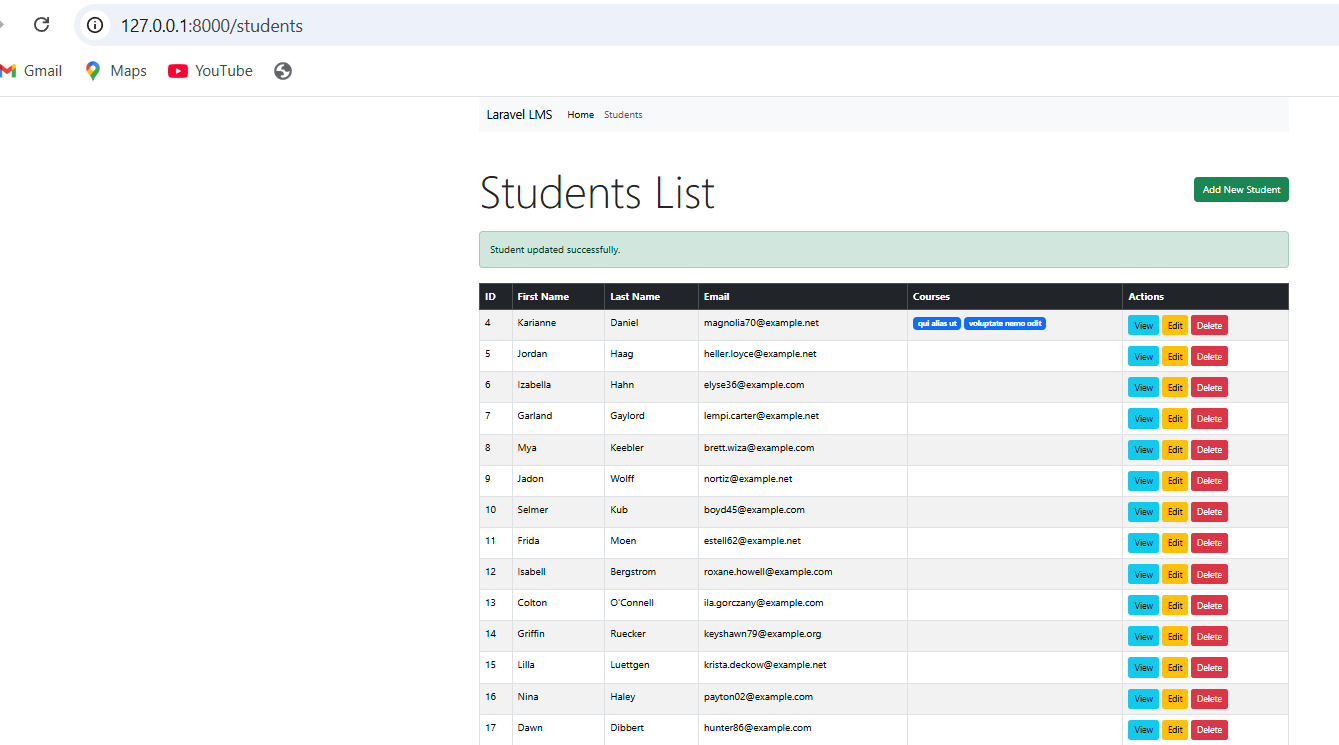 127.0.0.1:8000/students
Gmail Maps YouTube
Laravel LMS Home Students
Students List Add New Student
Student updated successfully.
ID First Name Last Name Email Courses Actions
4 Karianne Daniel magnolia70@example.net qui alias ut voluptate nemo odit View Edit Delete
5 Jordan Haag heller.loyce@example.net View Edit Delete
6 Izabella Hahn elyse36@example.com View Edit Delete
7 Garland Gaylord lempi.carter@example.net View Edit Delete
8 Mya Keebler brett.wiza@example.com View Edit Delete
9 Jadon Wolff nortiz@example.net View Edit Delete
10 Selmer Kub boyd45@example.com View Edit Delete
11 Frida Moen estell62@example.net View Edit Delete
12 Isabell Bergstrom roxane.howell@example.com View Edit Delete
13 Colton O'Connell ila.gorczany@example.com View Edit Delete
14 Griffin Ruecker keyshawn79@example.org View Edit Delete
15 Lilla Luettgen krista.deckow@example.net View Edit Delete
16 Nina Haley payton02@example.com View Edit Delete
17 Dawn Dibbert hunter86@example.com View Edit Delete